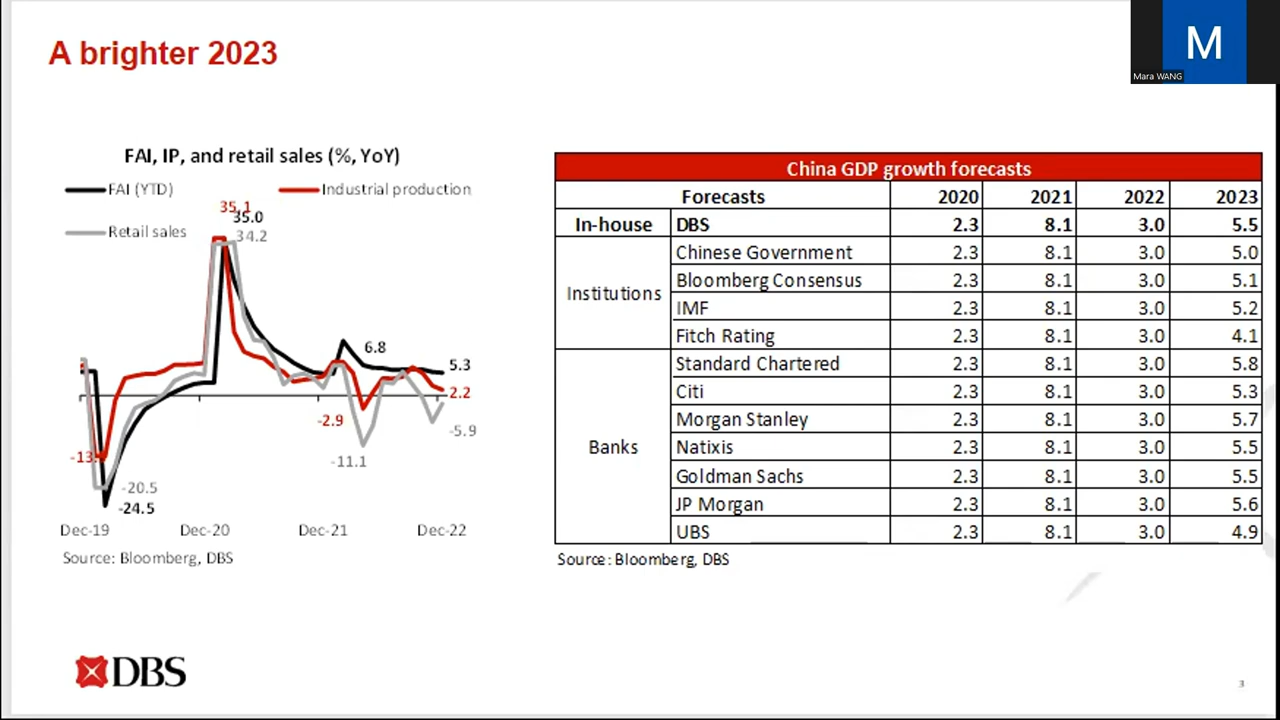 A brighter 2023
M
Mara WANG
FAI, IP, and retail sales (%, YoY)
FAI (YTD)
Industrial production
Retail sales
35.1
35.0
34.2
6.8
5.3
2.2
-2.9
-5.9
-11.1
-13.
-20.5
-24.5
Dec-19 Dec-20 Dec-21 Dec-22
Source: Bloomberg, DBS
China GDP growth forecasts
Forecasts 2020 2021 2022 2023
In-house DBS 2.3 8.1 3.0 5.5
Institutions
Chinese Government 2.3 8.1 3.0 5.0
Bloomberg Consensus 2.3 8.1 3.0 5.1
IMF 2.3 8.1 3.0 5.2
Fitch Rating 2.3 8.1 3.0 4.1
Banks
Standard Chartered 2.3 8.1 3.0 5.8
Citi 2.3 8.1 3.0 5.3
Morgan Stanley 2.3 8.1 3.0 5.7
Natixis 2.3 8.1 3.0 5.5
Goldman Sachs 2.3 8.1 3.0 5.5
JP Morgan 2.3 8.1 3.0 5.6
UBS 2.3 8.1 3.0 4.9
Source: Bloomberg, DBS
DBS
3